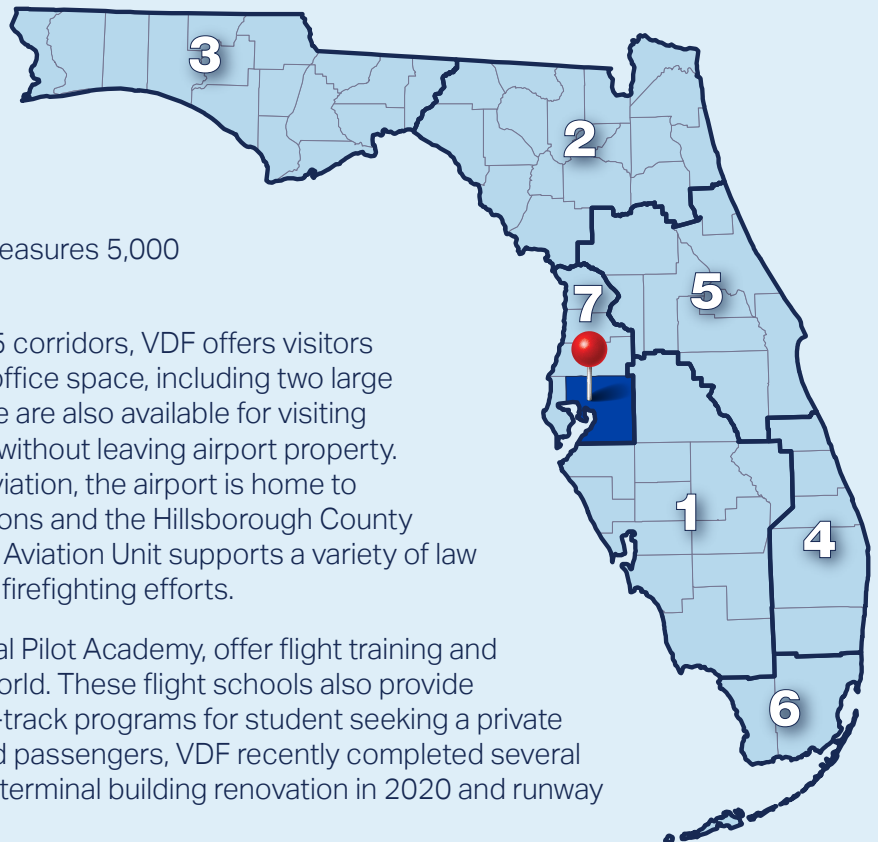 3
2
easures 5,000
5
7
5 corridors, VDF offers visitors
office space, including two large
e are also available for visiting
without leaving airport property.
viation, the airport is home to
ons and the Hillsborough County
1
Aviation Unit supports a variety of law
4
firefighting efforts.
al Pilot Academy, offer flight training and
orld. These flight schools also provide
-track programs for student seeking a private
6
d passengers, VDF recently completed several
terminal building renovation in 2020 and runway